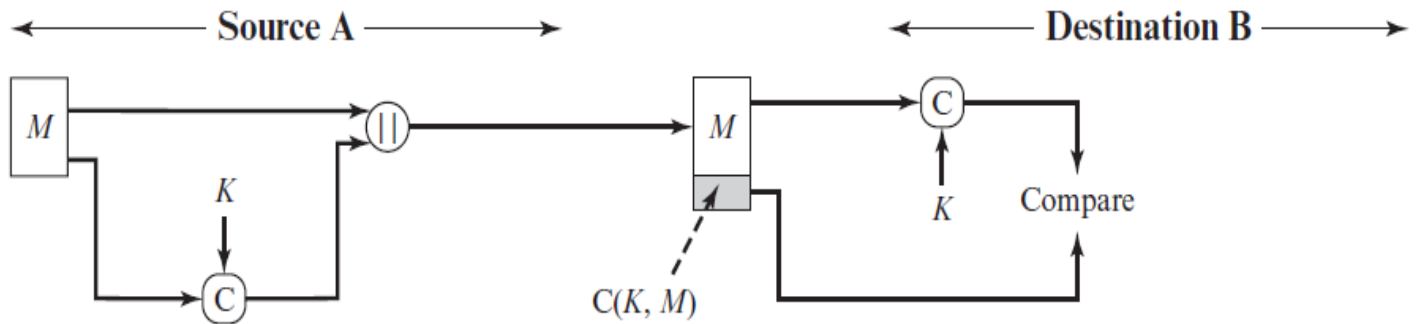 Source A
Destination B
M
||
M
C
K
K
Compare
C
C(K, M)